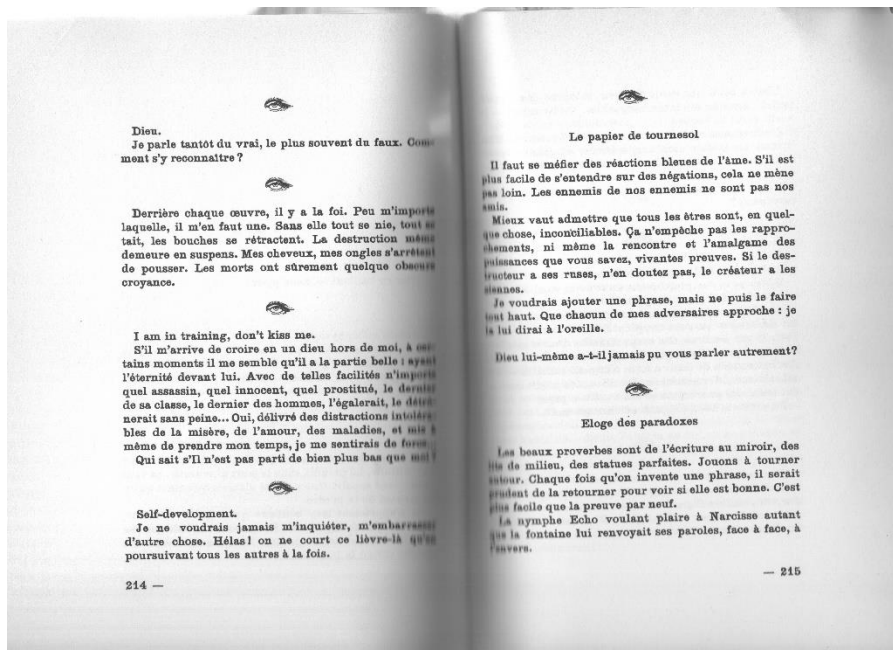 Dieu.
Je parle tantôt du vrai, le plus souvent du faux. Com-
ment s'y reconnaître ?
Derrière chaque œuvre, il y a la foi. Peu m'importe
laquelle, il m'en faut une. Sans elle tout se nie, tout se
tait, les bouches se rétractent. La destruction même
demeure en suspens. Mes cheveux, mes ongles s'arrêtent
de pousser. Les morts ont sûrement quelque obscure
croyance.
I am in training, don't kiss me.
S'il m'arrive de croire en un dieu hors de moi, à cer-
tains moments il me semble qu'il a la partie belle : ayant
l'éternité devant lui. Avec de telles facilités n'importe
quel assassin, quel innocent, quel prostitué, le dernier
de sa classe, le dernier des hommes, l'égalerait, le détrô-
nerait sans peine... Oui, délivré des distractions intoléra-
bles de la misère, de l'amour, des maladies, et mis à
même de prendre mon temps, je me sentirais de force...
Qui sait s'Il n'est pas parti de bien plus bas que moi ?
Self-development.
Je ne voudrais jamais m'inquiéter, m'embarrasser
d'autre chose. Hélas! on ne court ce lièvre-là qu'en
poursuivant tous les autres à la fois.
214 —
Le papier de tournesol
Il faut se méfier des réactions bleues de l'âme. S'il est
plus facile de s'entendre sur des négations, cela ne mène
pas loin. Les ennemis de nos ennemis ne sont pas nos
amis.
Mieux vaut admettre que tous les êtres sont, en quel-
que chose, inconciliables. Ça n'empêche pas les rappro-
chements, ni même la rencontre et l'amalgame des
puissances que vous savez, vivantes preuves. Si le des-
tructeur a ses ruses, n'en doutez pas, le créateur a les
siennes.
Je voudrais ajouter une phrase, mais ne puis le faire
tout haut. Que chacun de mes adversaires approche : je
la lui dirai à l'oreille.
Dieu lui-même a-t-il jamais pu vous parler autrement?
Eloge des paradoxes
Les beaux proverbes sont de l'écriture au miroir, des
lits de milieu, des statues parfaites. Jouons à tourner
autour. Chaque fois qu'on invente une phrase, il serait
prudent de la retourner pour voir si elle est bonne. C'est
plus facile que la preuve par neuf.
La nymphe Echo voulant plaire à Narcisse autant
que la fontaine lui renvoyait ses paroles, face à face, à
l'envers.
— 215